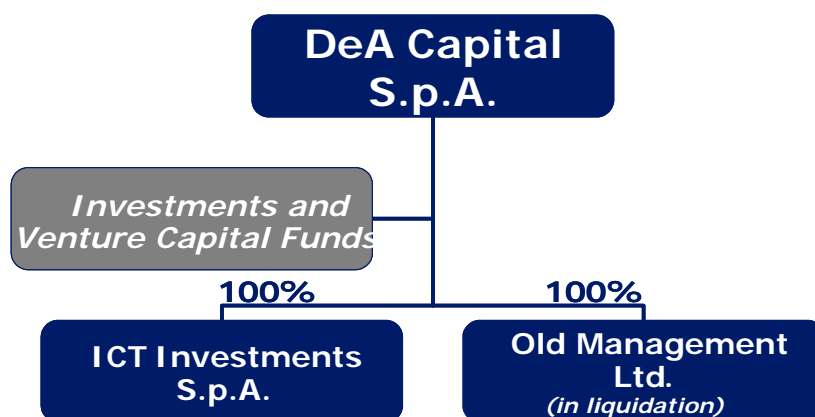 DeA Capital
S.p.A.
Investments and
Venture Capital Funds
100%
100%
ICT Investments
S.p.A.
Old Management
Ltd.
(in liquidation)